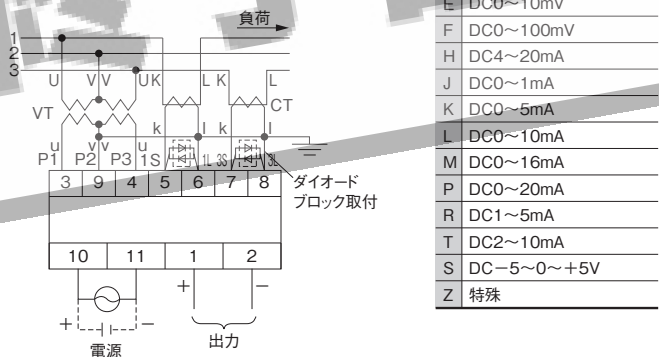 負荷
1
2
3
U V V U K L K L
VT
CT
u v v u k l k l
P1 P2 P3 1S 1L 3S 3L
3 9 4 5 6 7 8
ダイオード
ブロック取付
10 11 1 2
+ −
+ −
電源
出力
E DC0～10mV
F DC0～100mV
H DC4～20mA
J DC0～1mA
K DC0～5mA
L DC0～10mA
M DC0～16mA
P DC0～20mA
R DC1～5mA
T DC2～10mA
S DC−5～0～+5V
Z 特殊